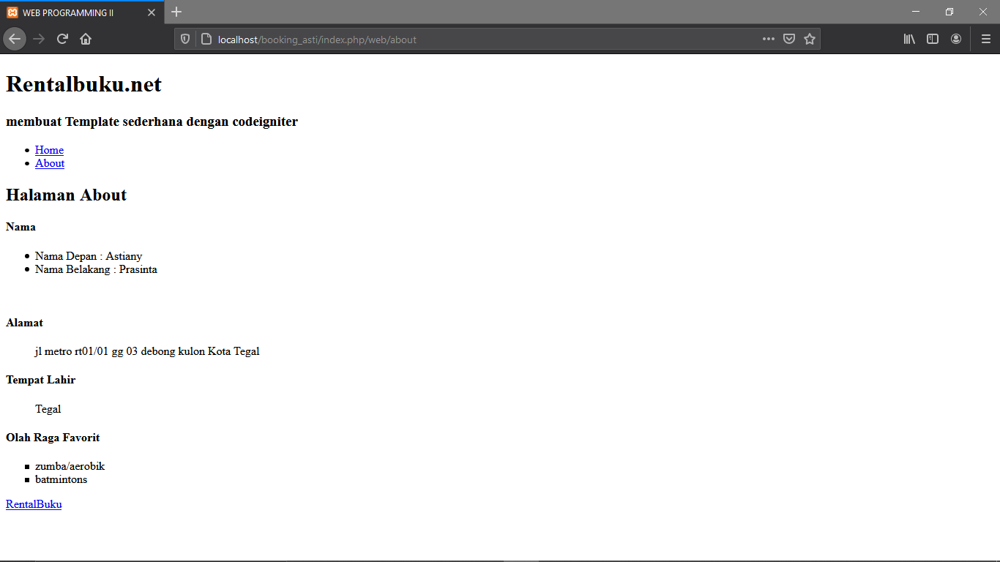 WEB PROGRAMMING II
localhost/booking_asti/index.php/web/about
Rentalbuku.net
membuat Template sederhana dengan codeigniter
Home
About
Halaman About
Nama
Nama Depan : Astiany
Nama Belakang : Prasinta
Alamat
jl metro rt01/01 gg 03 debong kulon Kota Tegal
Tempat Lahir
Tegal
Olah Raga Favorit
zumba/aerobik
batmintons
RentalBuku